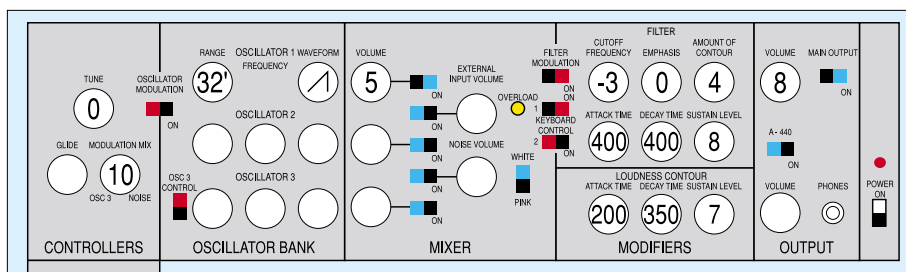 TUNE
0
GLIDE
MODULATION MIX
10
OSC 3
NOISE
CONTROLLERS
OSCILLATOR
MODULATION
ON
RANGE
OSCILLATOR 1
WAVEFORM
FREQUENCY
32'
OSCILLATOR 2
OSC 3
CONTROL
OSCILLATOR 3
OSCILLATOR BANK
VOLUME
5
ON
ON
ON
ON
ON
EXTERNAL
INPUT VOLUME
OVERLOAD
NOISE VOLUME
WHITE
PINK
MIXER
FILTER
FILTER
MODULATION
ON
ON
1
KEYBOARD
CONTROL
2
ON
CUTOFF
FREQUENCY
EMPHASIS
AMOUNT OF
CONTOUR
-3
0
4
ATTACK TIME
DECAY TIME
SUSTAIN LEVEL
400
400
8
LOUDNESS CONTOUR
ATTACK TIME
DECAY TIME
SUSTAIN LEVEL
200
350
7
MODIFIERS
VOLUME
MAIN OUTPUT
8
ON
A - 440
ON
VOLUME
PHONES
OUTPUT
POWER
ON